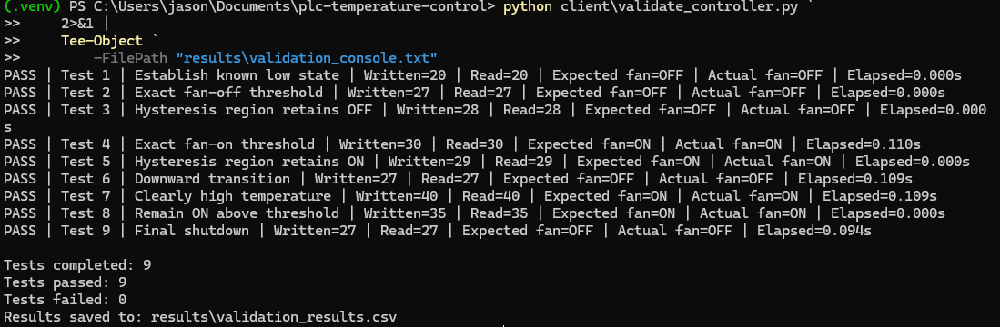 (.venv) PS C:\Users\jason\Documents\plc-temperature-control> python client\validate_controller.py `
>>     2>&1 |
>>     Tee-Object `
>>         -FilePath "results\validation_console.txt"
PASS | Test 1 | Establish known low state | Written=20 | Read=20 | Expected fan=OFF | Actual fan=OFF | Elapsed=0.000s
PASS | Test 2 | Exact fan-off threshold | Written=27 | Read=27 | Expected fan=OFF | Actual fan=OFF | Elapsed=0.000s
PASS | Test 3 | Hysteresis region retains OFF | Written=28 | Read=28 | Expected fan=OFF | Actual fan=OFF | Elapsed=0.000
s
PASS | Test 4 | Exact fan-on threshold | Written=30 | Read=30 | Expected fan=ON | Actual fan=ON | Elapsed=0.110s
PASS | Test 5 | Hysteresis region retains ON | Written=29 | Read=29 | Expected fan=ON | Actual fan=ON | Elapsed=0.000s
PASS | Test 6 | Downward transition | Written=27 | Read=27 | Expected fan=OFF | Actual fan=OFF | Elapsed=0.109s
PASS | Test 7 | Clearly high temperature | Written=40 | Read=40 | Expected fan=ON | Actual fan=ON | Elapsed=0.109s
PASS | Test 8 | Remain ON above threshold | Written=35 | Read=35 | Expected fan=ON | Actual fan=ON | Elapsed=0.000s
PASS | Test 9 | Final shutdown | Written=27 | Read=27 | Expected fan=OFF | Actual fan=OFF | Elapsed=0.094s

Tests completed: 9
Tests passed: 9
Tests failed: 0
Results saved to: results\validation_results.csv